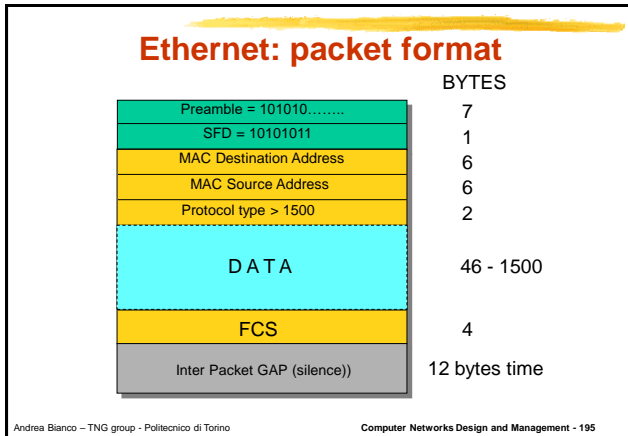 Ethernet: packet format
BYTES
Preamble = 101010…….. 7
SFD = 10101011 1
MAC Destination Address 6
MAC Source Address 6
Protocol type > 1500 2
D A T A 46 - 1500
FCS 4
Inter Packet GAP (silence)) 12 bytes time
Andrea Bianco – TNG group - Politecnico di Torino Computer Networks Design and Management - 195